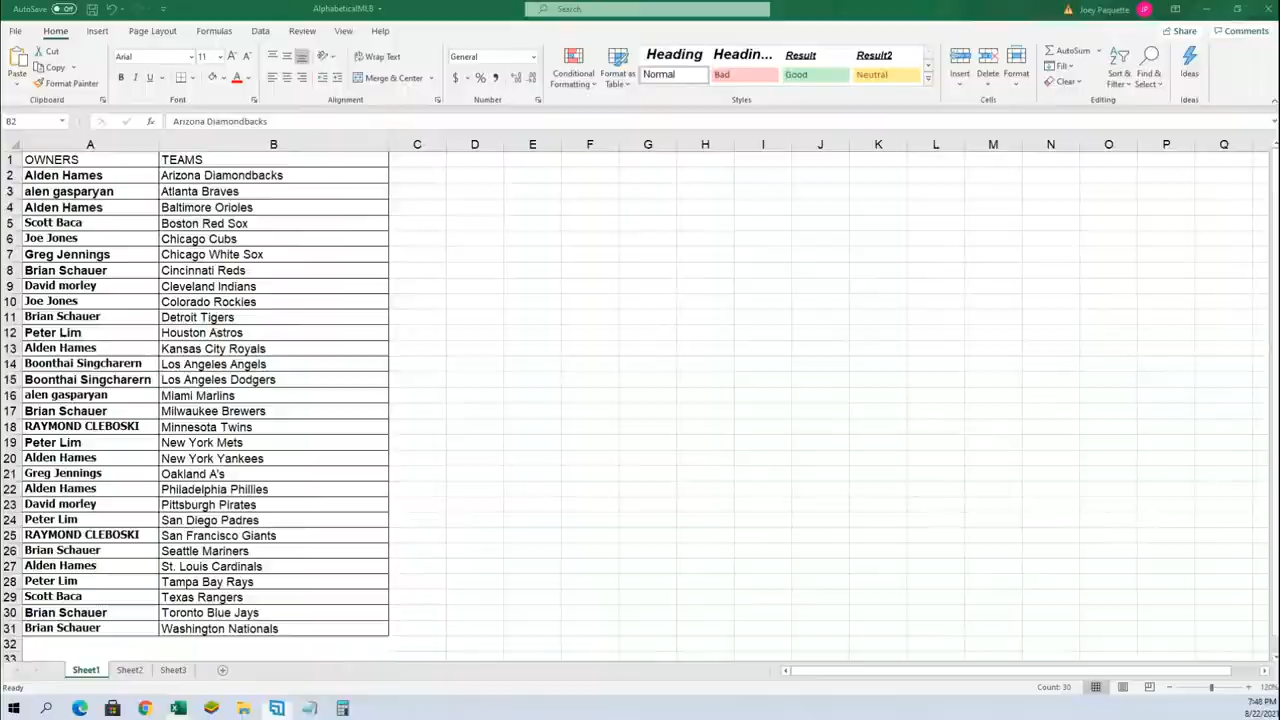 AutoSave Off AlphabeticalMLB Search Joey Paquette JP
File Home Insert Page Layout Formulas Data Review View Help Share Comments
Paste Cut Copy Format Painter Clipboard
Arial 11 B I U A Font
Wrap Text Merge & Center Alignment
General $ % Number
Conditional Formatting Format as Table
Heading Headin... Result Result2
Normal Bad Good Neutral
Styles
Insert Delete Format Cells
AutoSum Fill Clear Sort & Filter Find & Select Editing
Ideas Ideas
B2 fx Arizona Diamondbacks
A B C D E F G H I J K L M N O P Q
1 OWNERS TEAMS
2 Alden Hames Arizona Diamondbacks
3 alen gasparyan Atlanta Braves
4 Alden Hames Baltimore Orioles
5 Scott Baca Boston Red Sox
6 Joe Jones Chicago Cubs
7 Greg Jennings Chicago White Sox
8 Brian Schauer Cincinnati Reds
9 David morley Cleveland Indians
10 Joe Jones Colorado Rockies
11 Brian Schauer Detroit Tigers
12 Peter Lim Houston Astros
13 Alden Hames Kansas City Royals
14 Boonthai Singcharern Los Angeles Angels
15 Boonthai Singcharern Los Angeles Dodgers
16 alen gasparyan Miami Marlins
17 Brian Schauer Milwaukee Brewers
18 RAYMOND CLEBOSKI Minnesota Twins
19 Peter Lim New York Mets
20 Alden Hames New York Yankees
21 Greg Jennings Oakland A's
22 Alden Hames Philadelphia Phillies
23 David morley Pittsburgh Pirates
24 Peter Lim San Diego Padres
25 RAYMOND CLEBOSKI San Francisco Giants
26 Brian Schauer Seattle Mariners
27 Alden Hames St. Louis Cardinals
28 Peter Lim Tampa Bay Rays
29 Scott Baca Texas Rangers
30 Brian Schauer Toronto Blue Jays
31 Brian Schauer Washington Nationals
32
33
Sheet1 Sheet2 Sheet3
Ready Count: 30 120%
7:48 PM